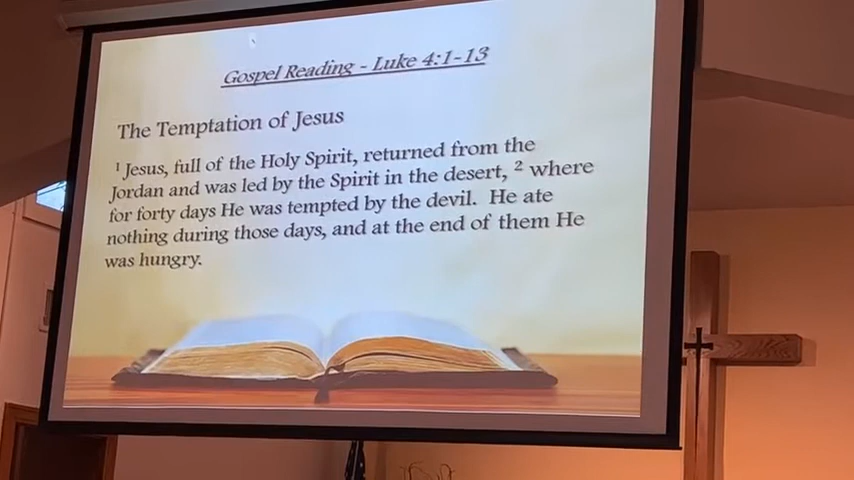 Gospel Reading - Luke 4:1-13
The Temptation of Jesus
¹ Jesus, full of the Holy Spirit, returned from the
Jordan and was led by the Spirit in the desert, ² where
for forty days He was tempted by the devil.  He ate
nothing during those days, and at the end of them He
was hungry.